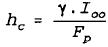 h_c = γ . I_oo / F_p